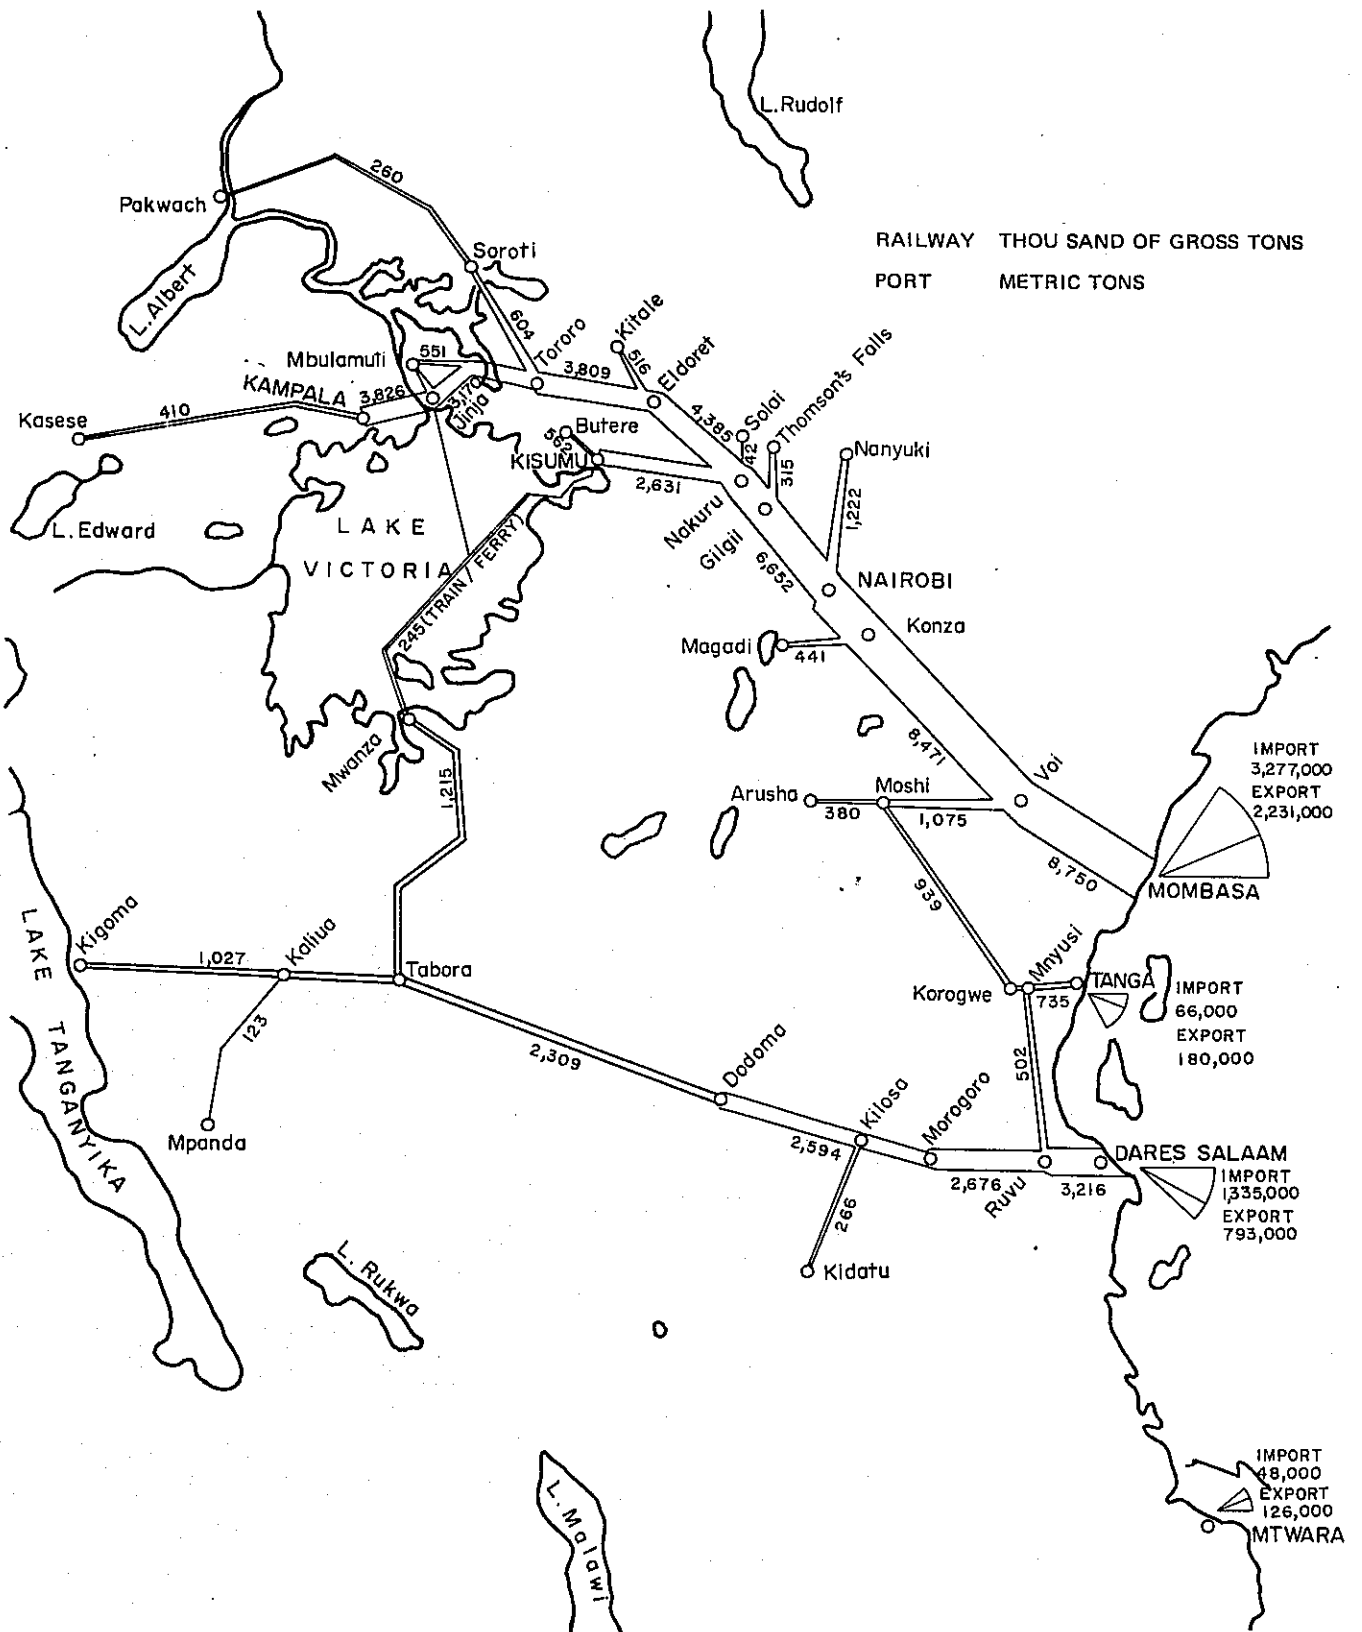 L.Rudolf
260
Pakwach
RAILWAY THOU SAND OF GROSS TONS
PORT METRIC TONS
Soroti
L.Albert
604
Tororo
Kitale
516
Eldoret
Thomson's Falls
Mbulamuti
551
3,809
KAMPALA
3,826
3,170
Jinja
4,385
Solai
42
315
Kasese
410
Butere
562
Nanyuki
KISUMU
2,631
1,222
L.Edward
LAKE
VICTORIA
Nakuru
Gilgil
6,652
NAIROBI
245 (TRAIN / FERRY)
Konza
Magadi
441
Mwanza
8,471
Voi
IMPORT
3,277,000
EXPORT
2,231,000
1,215
Arusha
380
Moshi
1,075
8,750
MOMBASA
939
LAKE TANGANYIKA
Kigoma
1,027
Kaliua
Tabora
Korogwe
Mnyusi
735
TANGA
IMPORT
66,000
EXPORT
180,000
123
2,309
502
Dodoma
Mpanda
Kilosa
Morogoro
2,594
2,676
Ruvu
3,216
DARES SALAAM
IMPORT
1,335,000
EXPORT
793,000
266
Kidatu
L. Rukwa
IMPORT
48,000
EXPORT
126,000
MTWARA
L. Malawi